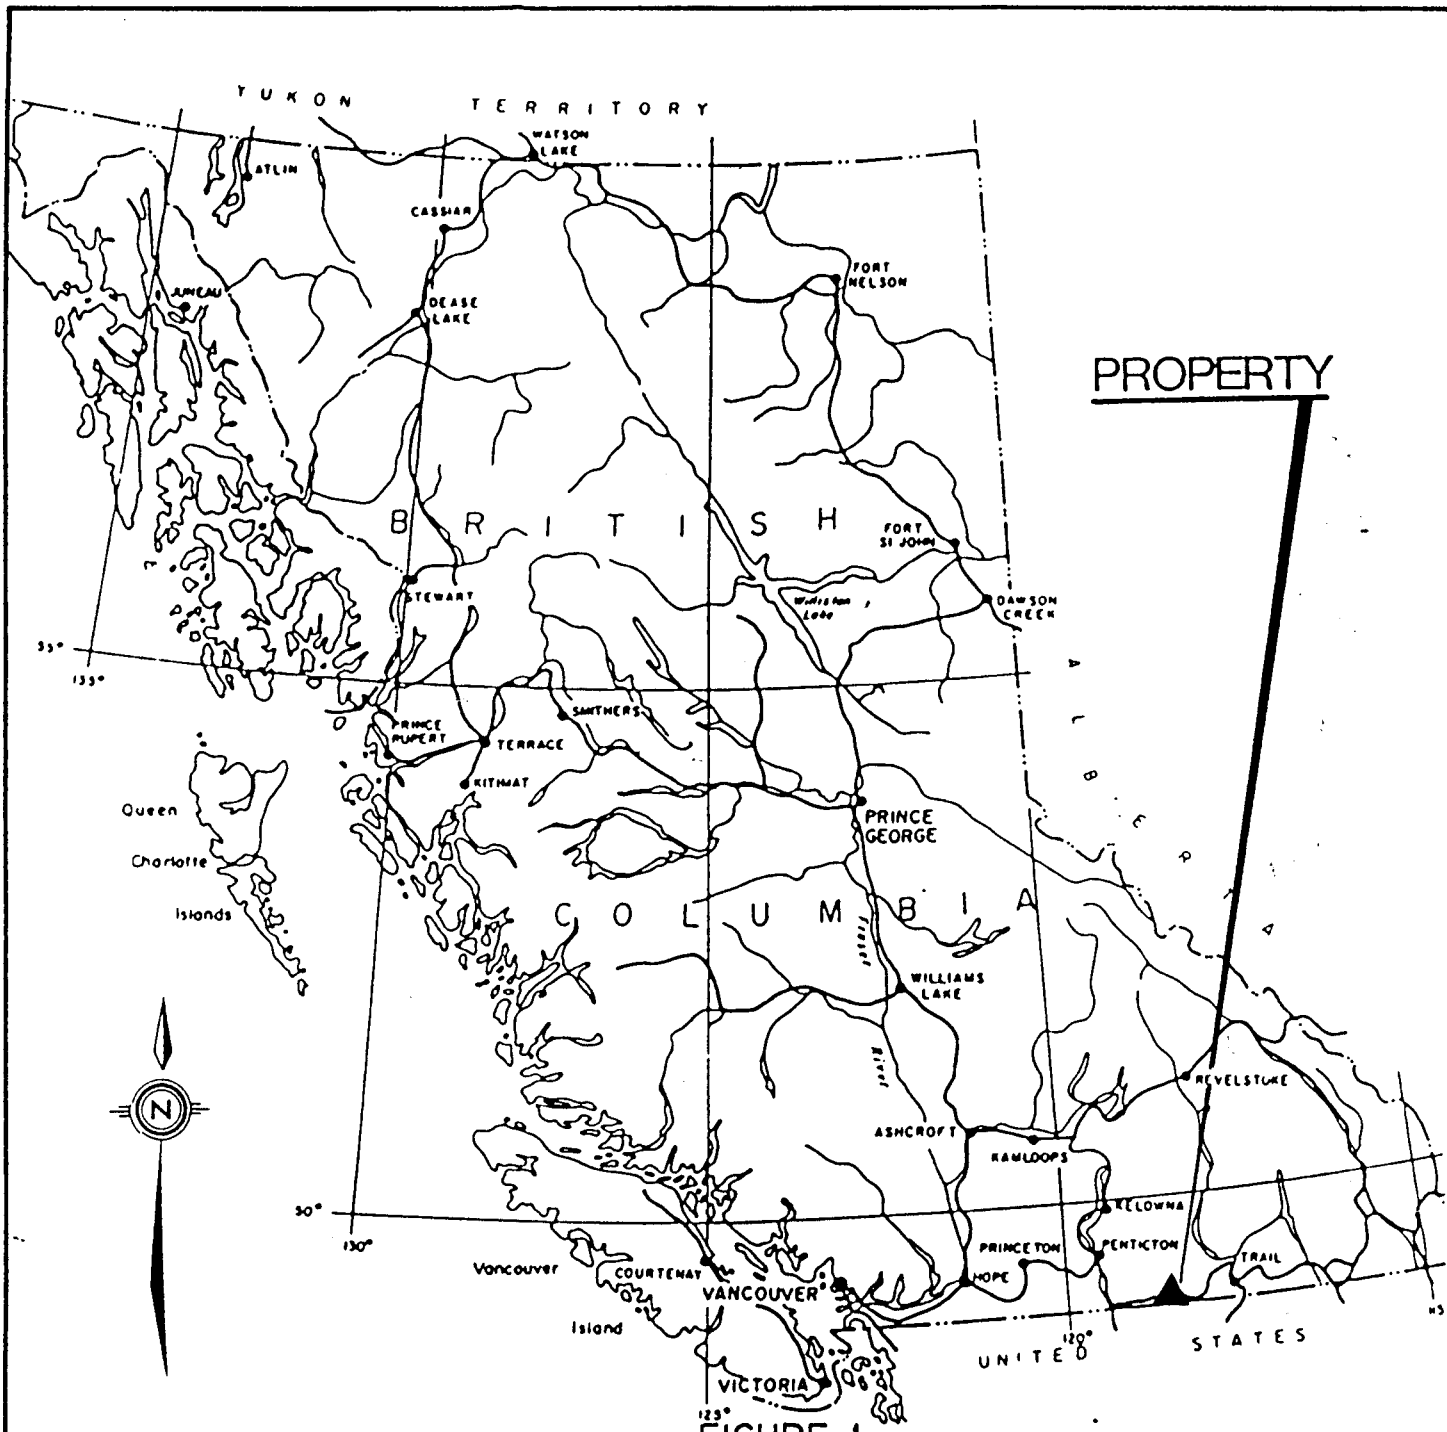 YUKON TERRITORY
WATSON
LAKE
ATLIN
CASSIAR
JUNEAU
DEASE
LAKE
FORT
NELSON
PROPERTY
BRITISH
FORT
ST JOHN
STEWART
Williston
Lake
DAWSON
CREEK
55°
135°
ALBERTA
PRINCE
RUPERT
SMITHERS
TERRACE
KITIMAT
Queen
Charlotte
Islands
PRINCE
GEORGE
COLUMBIA
Fraser
River
WILLIAMS
LAKE
N
REVELSTOKE
ASHCROFT
KAMLOOPS
50°
130°
KELOWNA
PRINCETON
PENTICTON
TRAIL
Vancouver
Island
COURTENAY
VANCOUVER
HOPE
120°
UNITED STATES
VICTORIA
125°
FIGURE 1